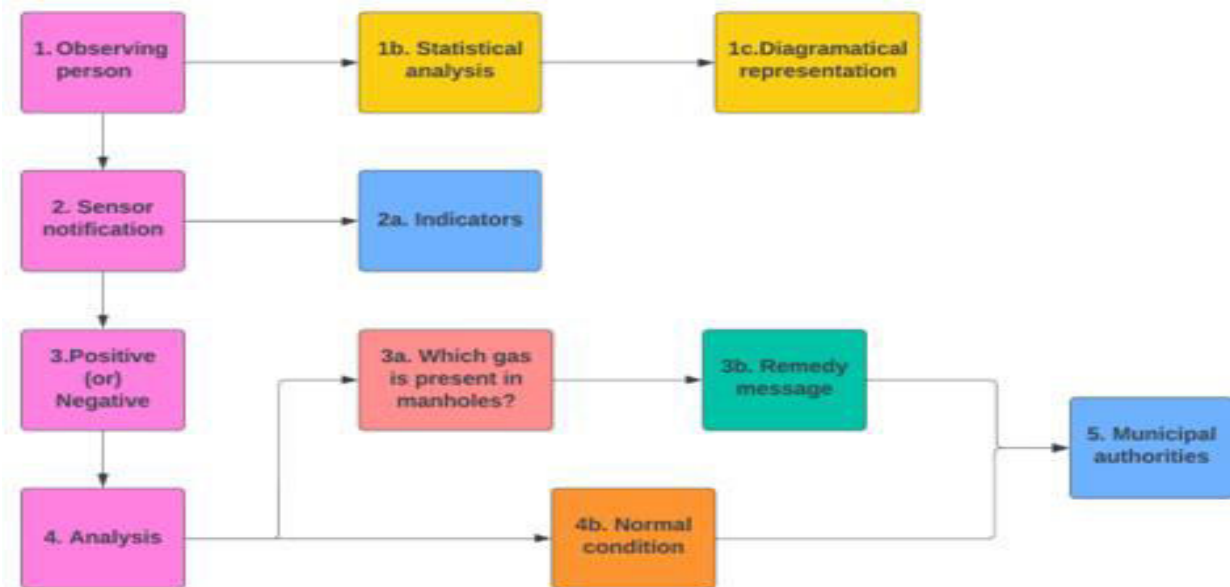 1. Observing
person
1b. Statistical
analysis
1c.Diagramatical
representation
2. Sensor
notification
2a. Indicators
3.Positive
(or)
Negative
3a. Which gas
is present in
manholes?
3b. Remedy
message
5. Municipal
authorities
4. Analysis
4b. Normal
condition